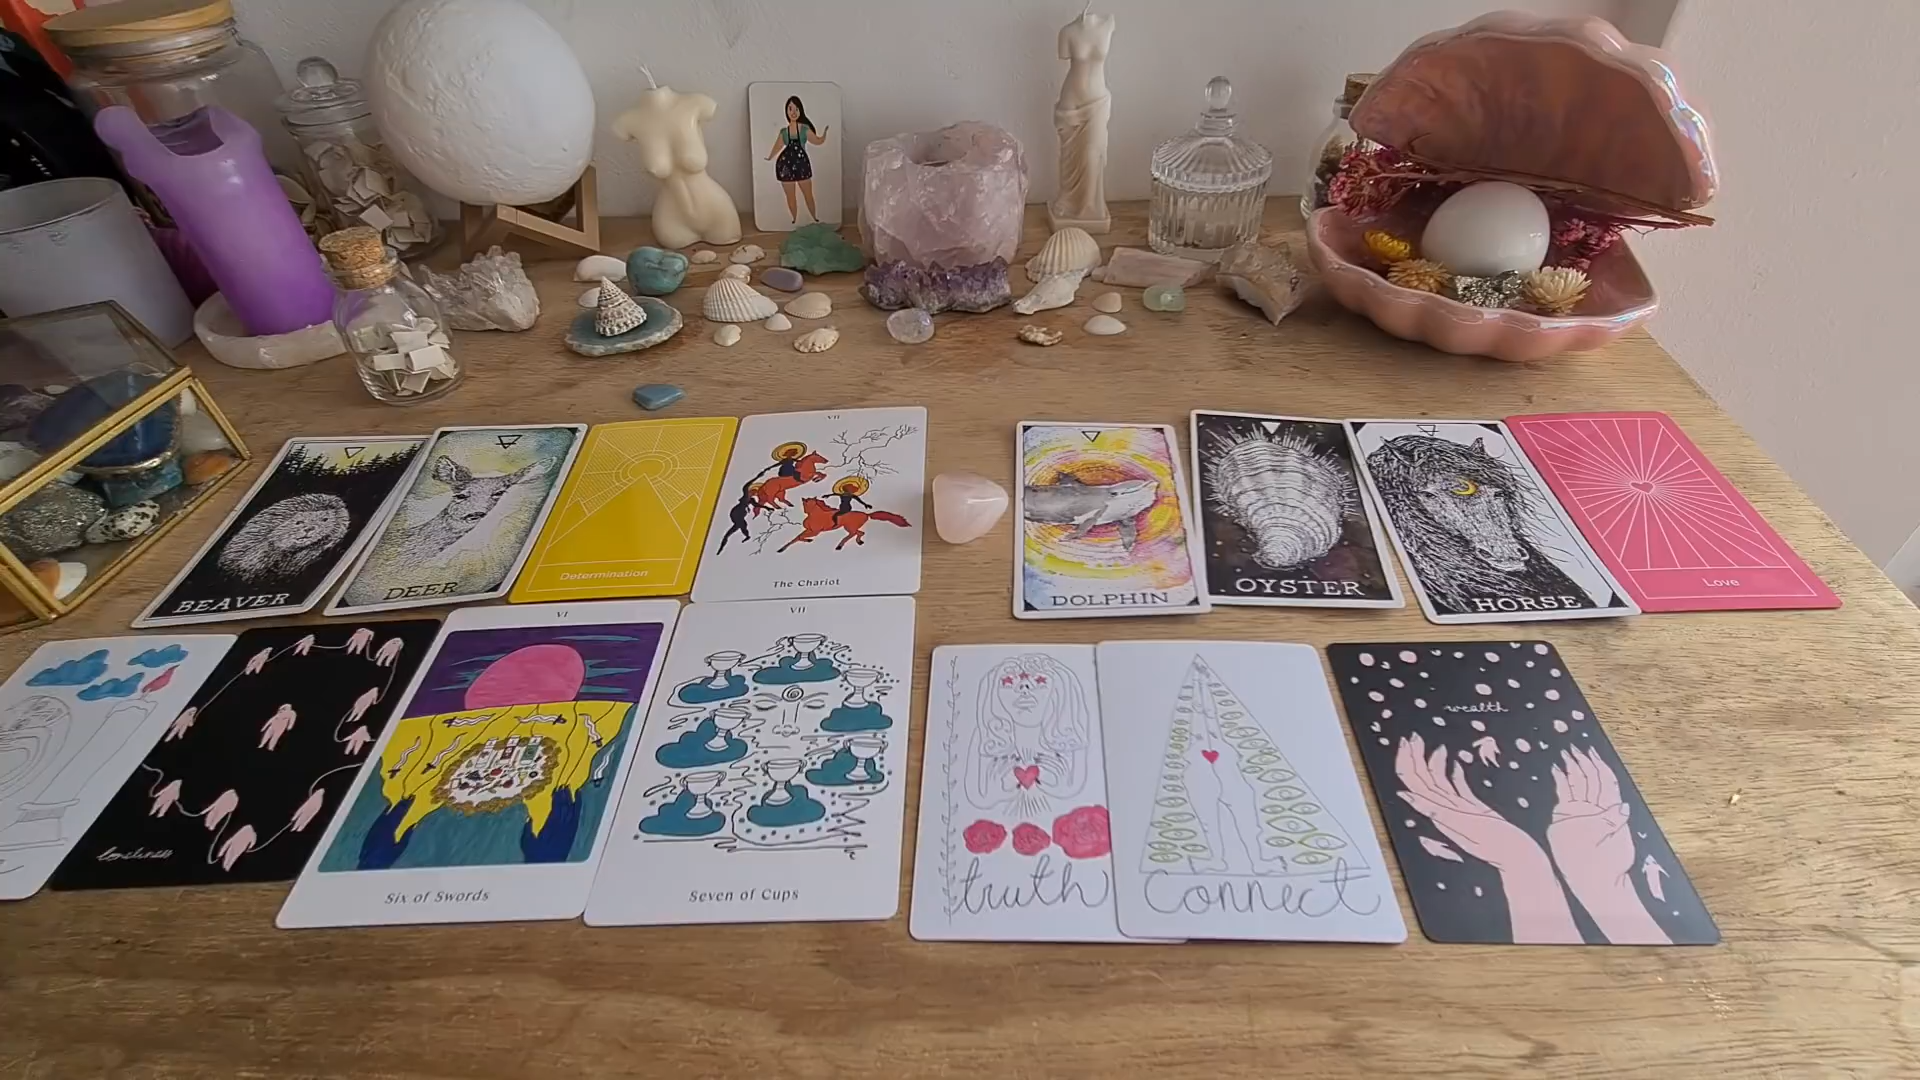 BEAVER
DEER
Determination
VII
The Chariot
DOLPHIN
OYSTER
HORSE
Love
loneliness
VI
Six of Swords
VII
Seven of Cups
truth
Connect
wealth